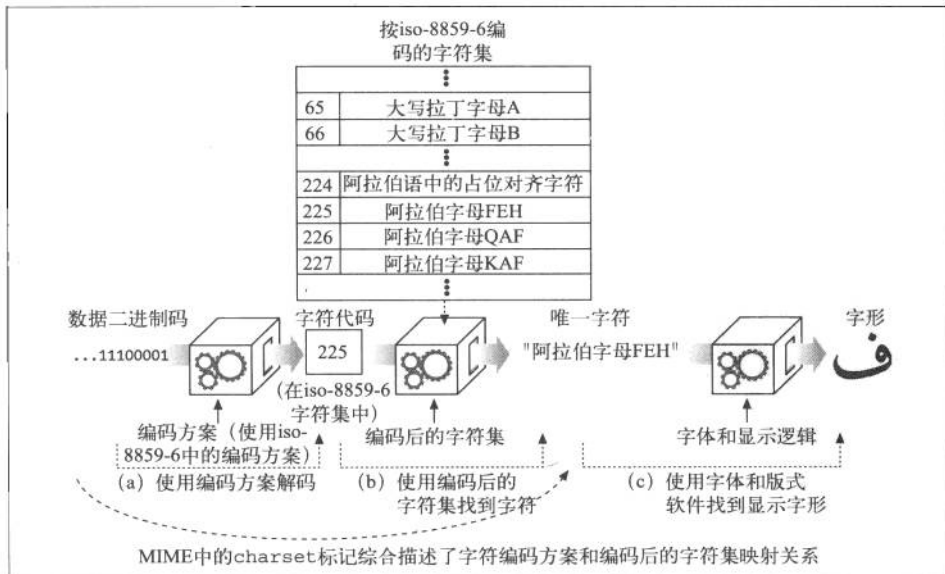 按iso-8859-6编
码的字符集
65 大写拉丁字母A
66 大写拉丁字母B
224 阿拉伯语中的占位对齐字符
225 阿拉伯字母FEH
226 阿拉伯字母QAF
227 阿拉伯字母KAF
数据二进制码 字符代码 唯一字符 字形
...11100001 225 "阿拉伯字母FEH" ف
(在iso-8859-6
字符集中)
编码方案（使用iso-
8859-6中的编码方案）
编码后的字符集
字体和显示逻辑
(a) 使用编码方案解码
(b) 使用编码后的
字符集找到字符
(c) 使用字体和版式
软件找到显示字形
MIME中的charset标记综合描述了字符编码方案和编码后的字符集映射关系